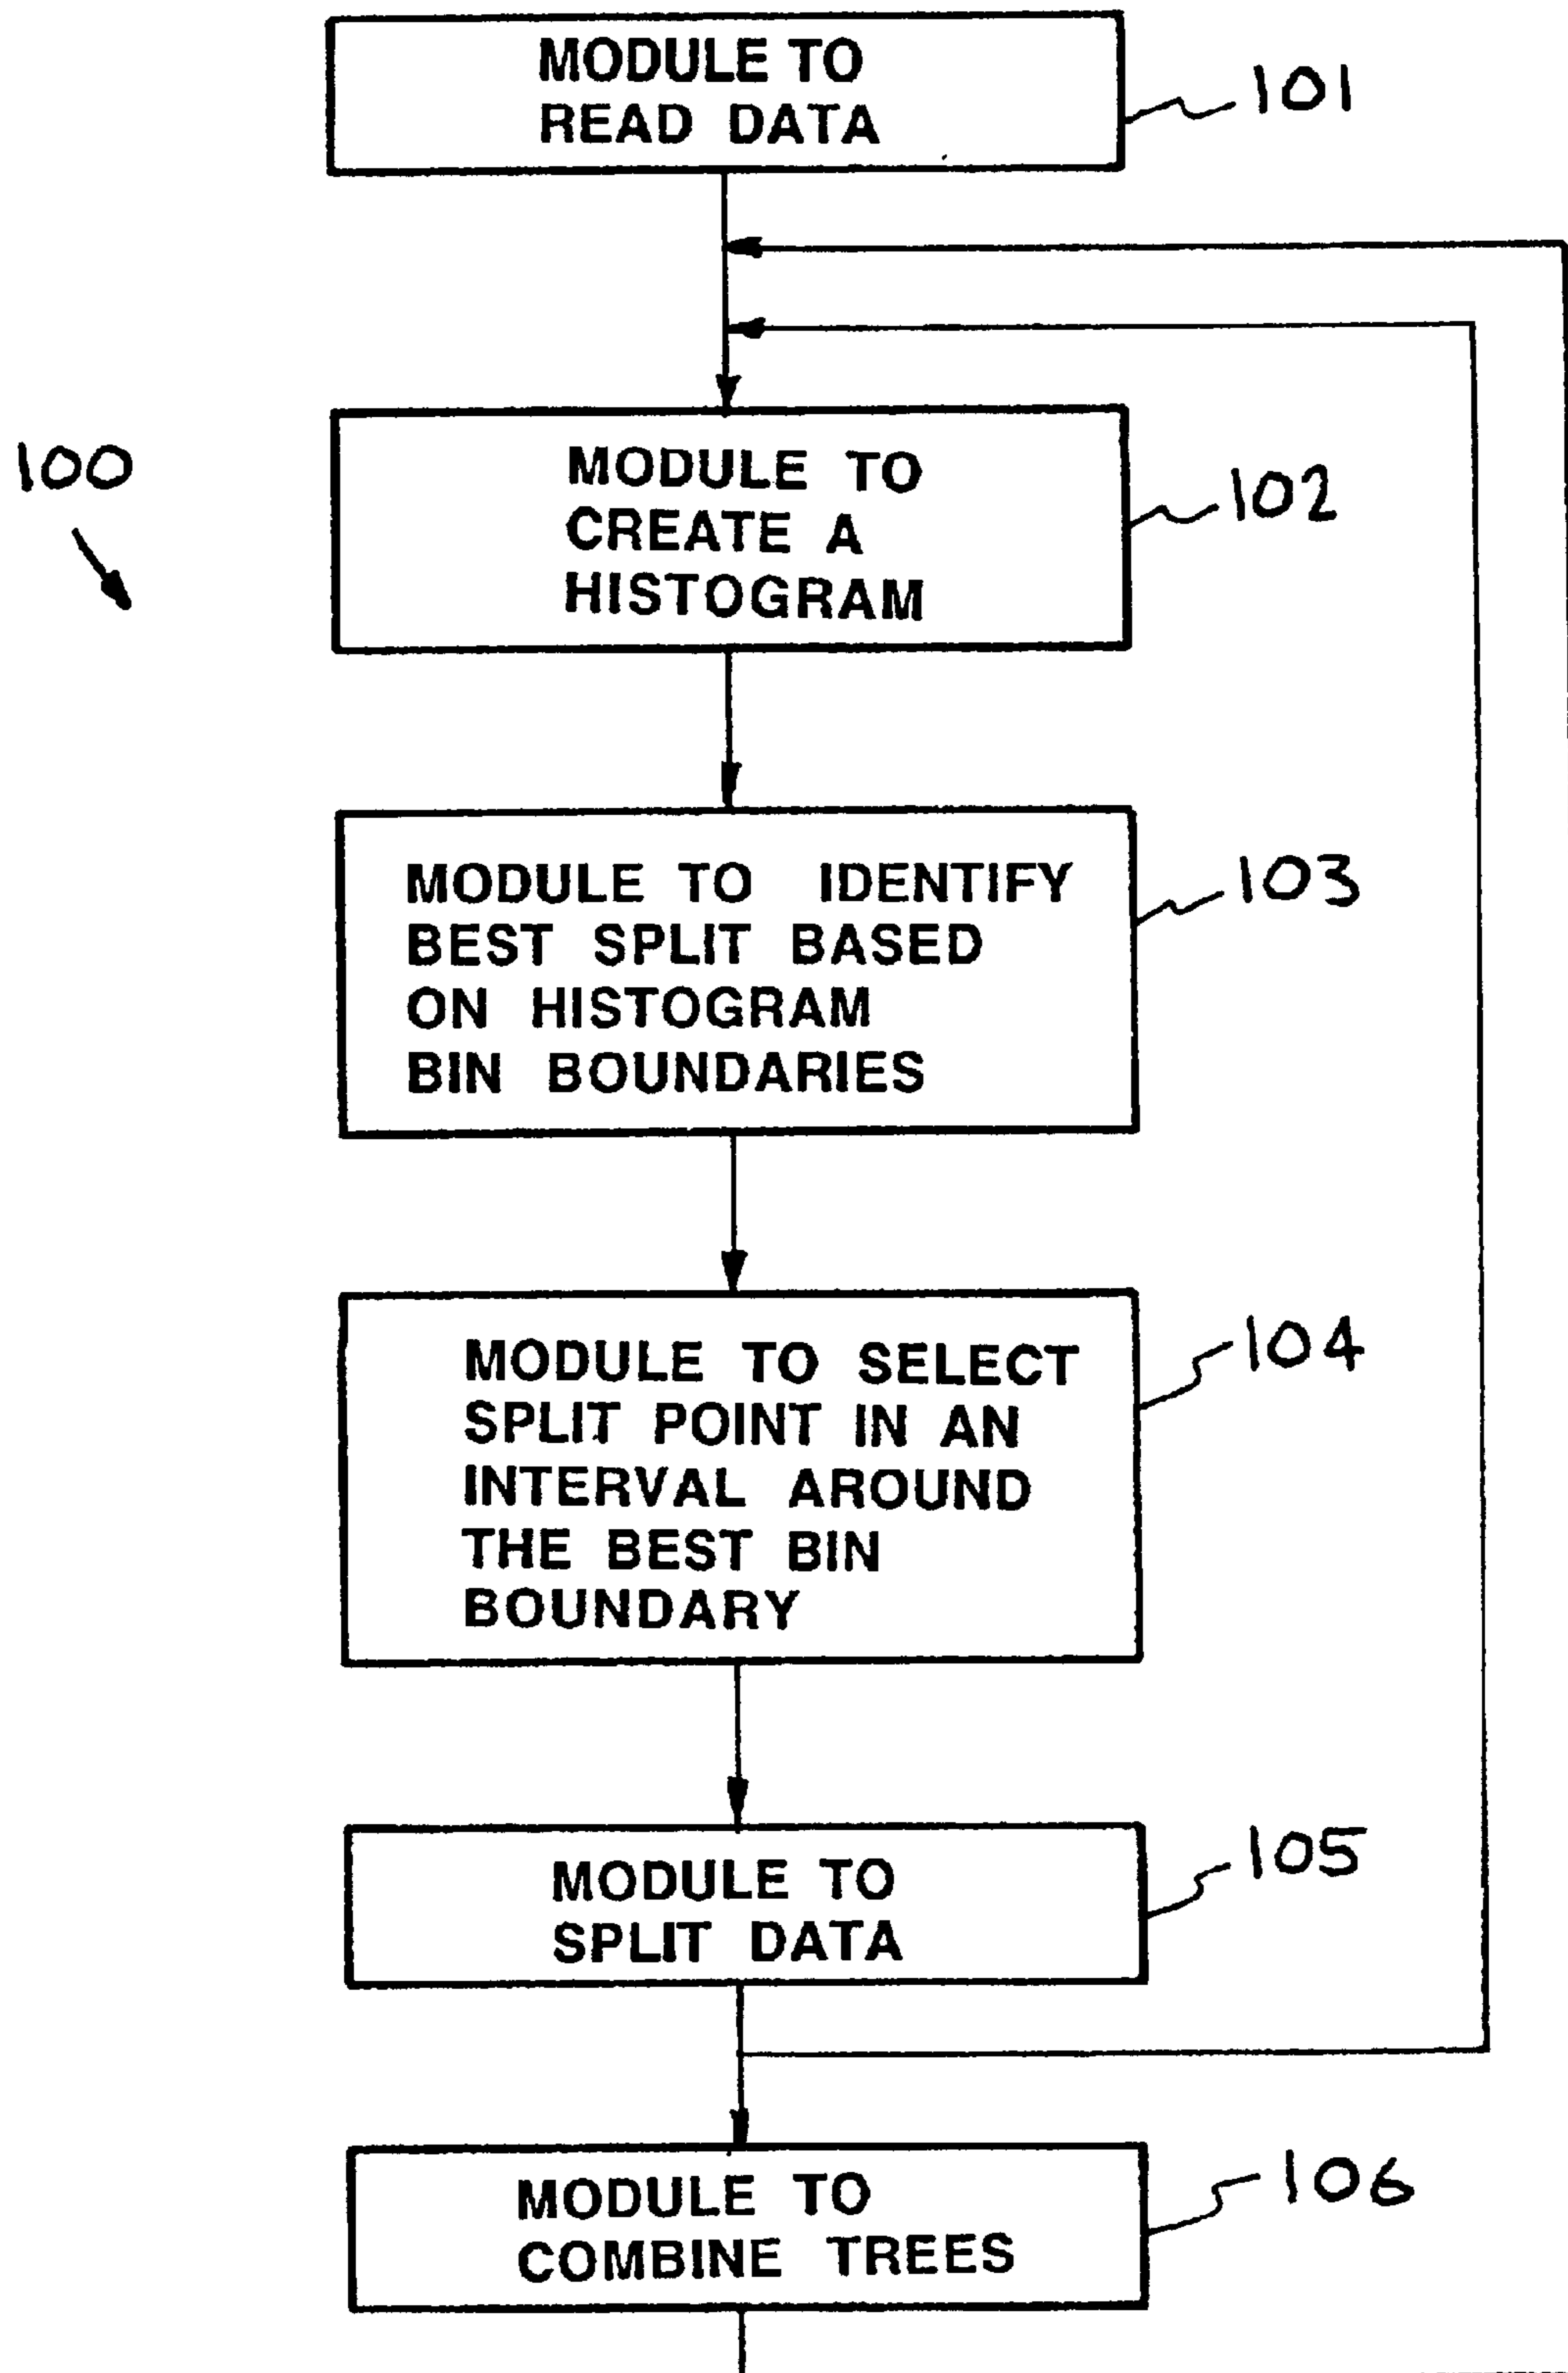 MODULE TO
READ DATA
101
100
MODULE TO
CREATE A
HISTOGRAM
102
MODULE TO IDENTIFY
BEST SPLIT BASED
ON HISTOGRAM
BIN BOUNDARIES
103
MODULE TO SELECT
SPLIT POINT IN AN
INTERVAL AROUND
THE BEST BIN
BOUNDARY
104
MODULE TO
SPLIT DATA
105
MODULE TO
COMBINE TREES
106